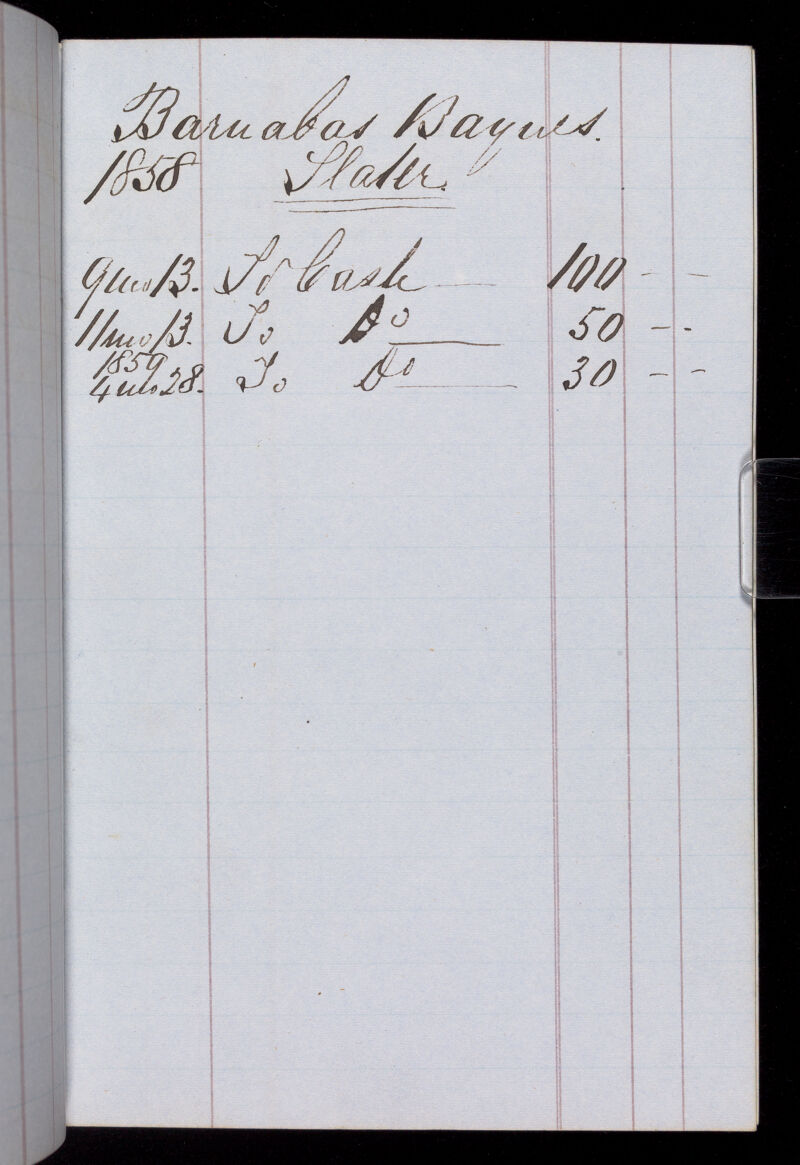 Barnabas Baynes.
1858 Slater.
9mo 13. To Cash — 100 - -
11mo 13. To Do — 50 - -
1859
4mo 28. To Do — 30 - -